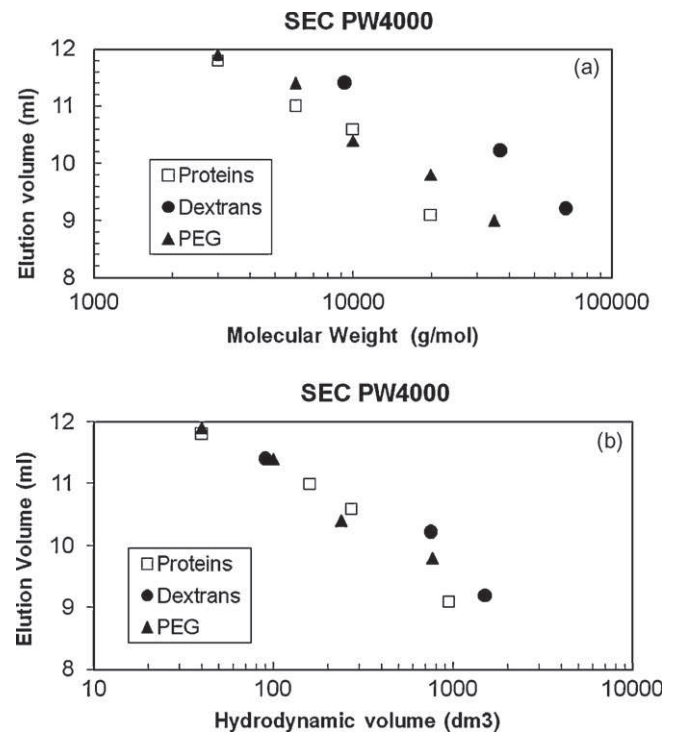 SEC PW4000
(a)
12
11
10
9
8
Elution volume (ml)
Proteins
Dextrans
PEG
1000
10000
100000
Molecular Weight (g/mol)
SEC PW4000
(b)
12
11
10
9
8
Elution Volume (ml)
Proteins
Dextrans
PEG
10
100
1000
10000
Hydrodynamic volume (dm3)